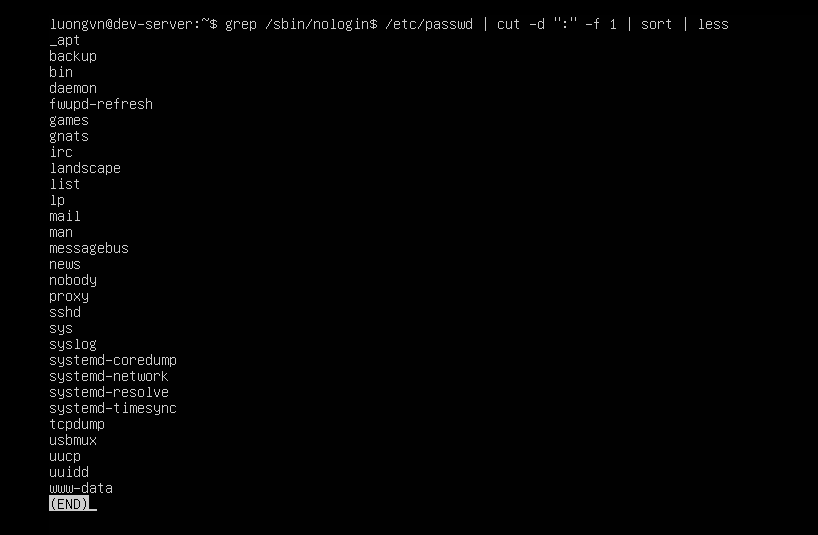 luongvn@dev-server:~$ grep /sbin/nologin$ /etc/passwd | cut -d ":" -f 1 | sort | less
_apt
backup
bin
daemon
fwupd-refresh
games
gnats
irc
landscape
list
lp
mail
man
messagebus
news
nobody
proxy
sshd
sys
syslog
systemd-coredump
systemd-network
systemd-resolve
systemd-timesync
tcpdump
usbmux
uucp
uuidd
www-data
(END)